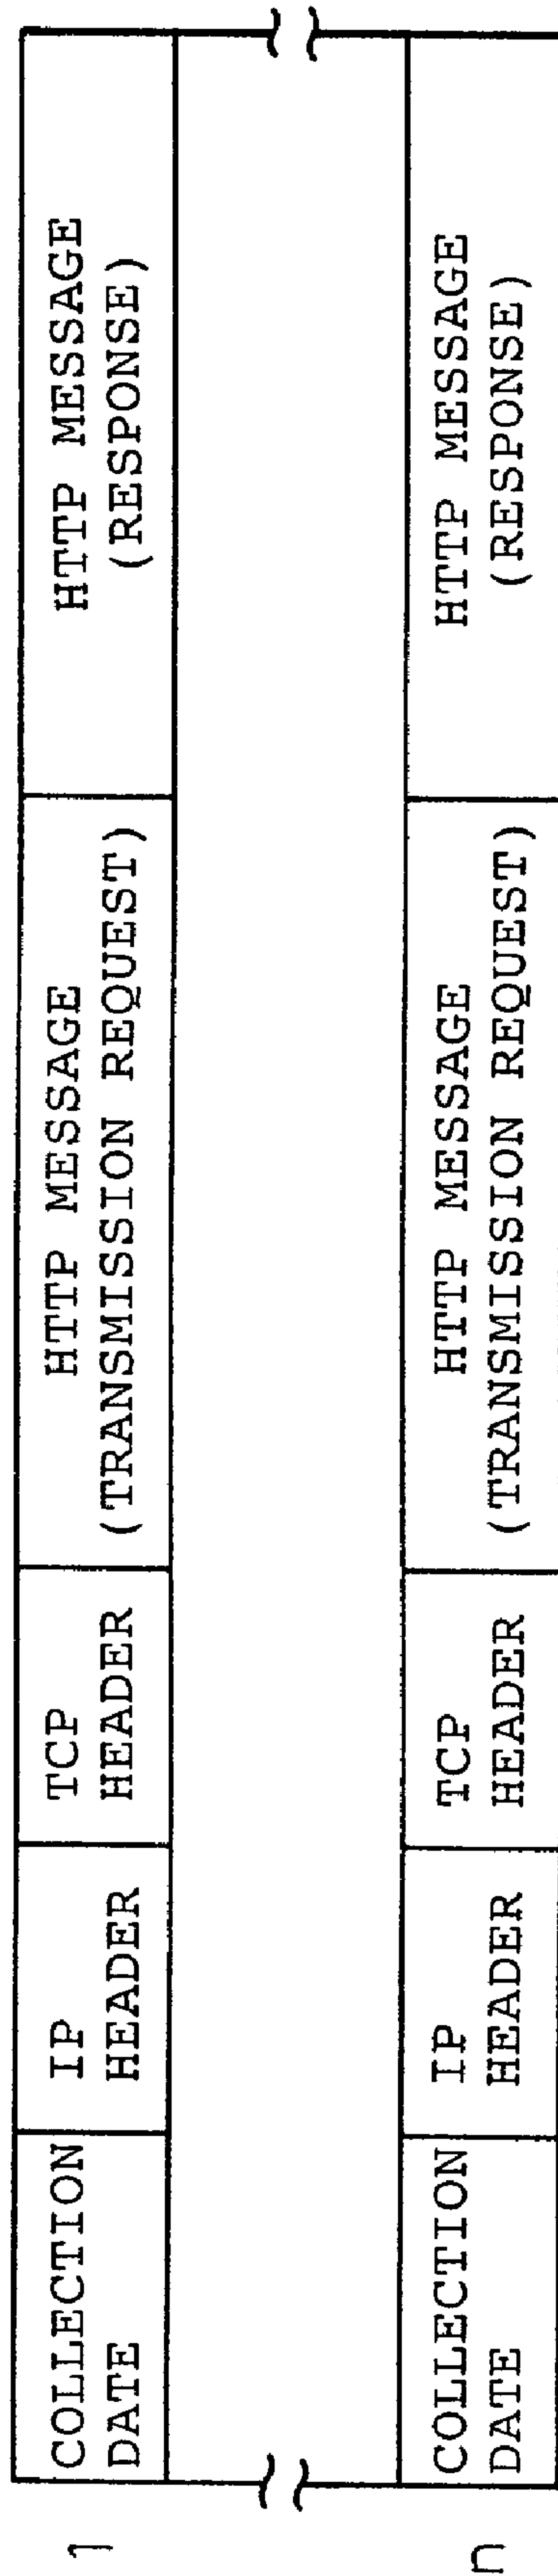 1
COLLECTION
DATE
IP
HEADER
TCP
HEADER
HTTP MESSAGE
(TRANSMISSION REQUEST)
HTTP MESSAGE
(RESPONSE)
n
COLLECTION
DATE
IP
HEADER
TCP
HEADER
HTTP MESSAGE
(TRANSMISSION REQUEST)
HTTP MESSAGE
(RESPONSE)